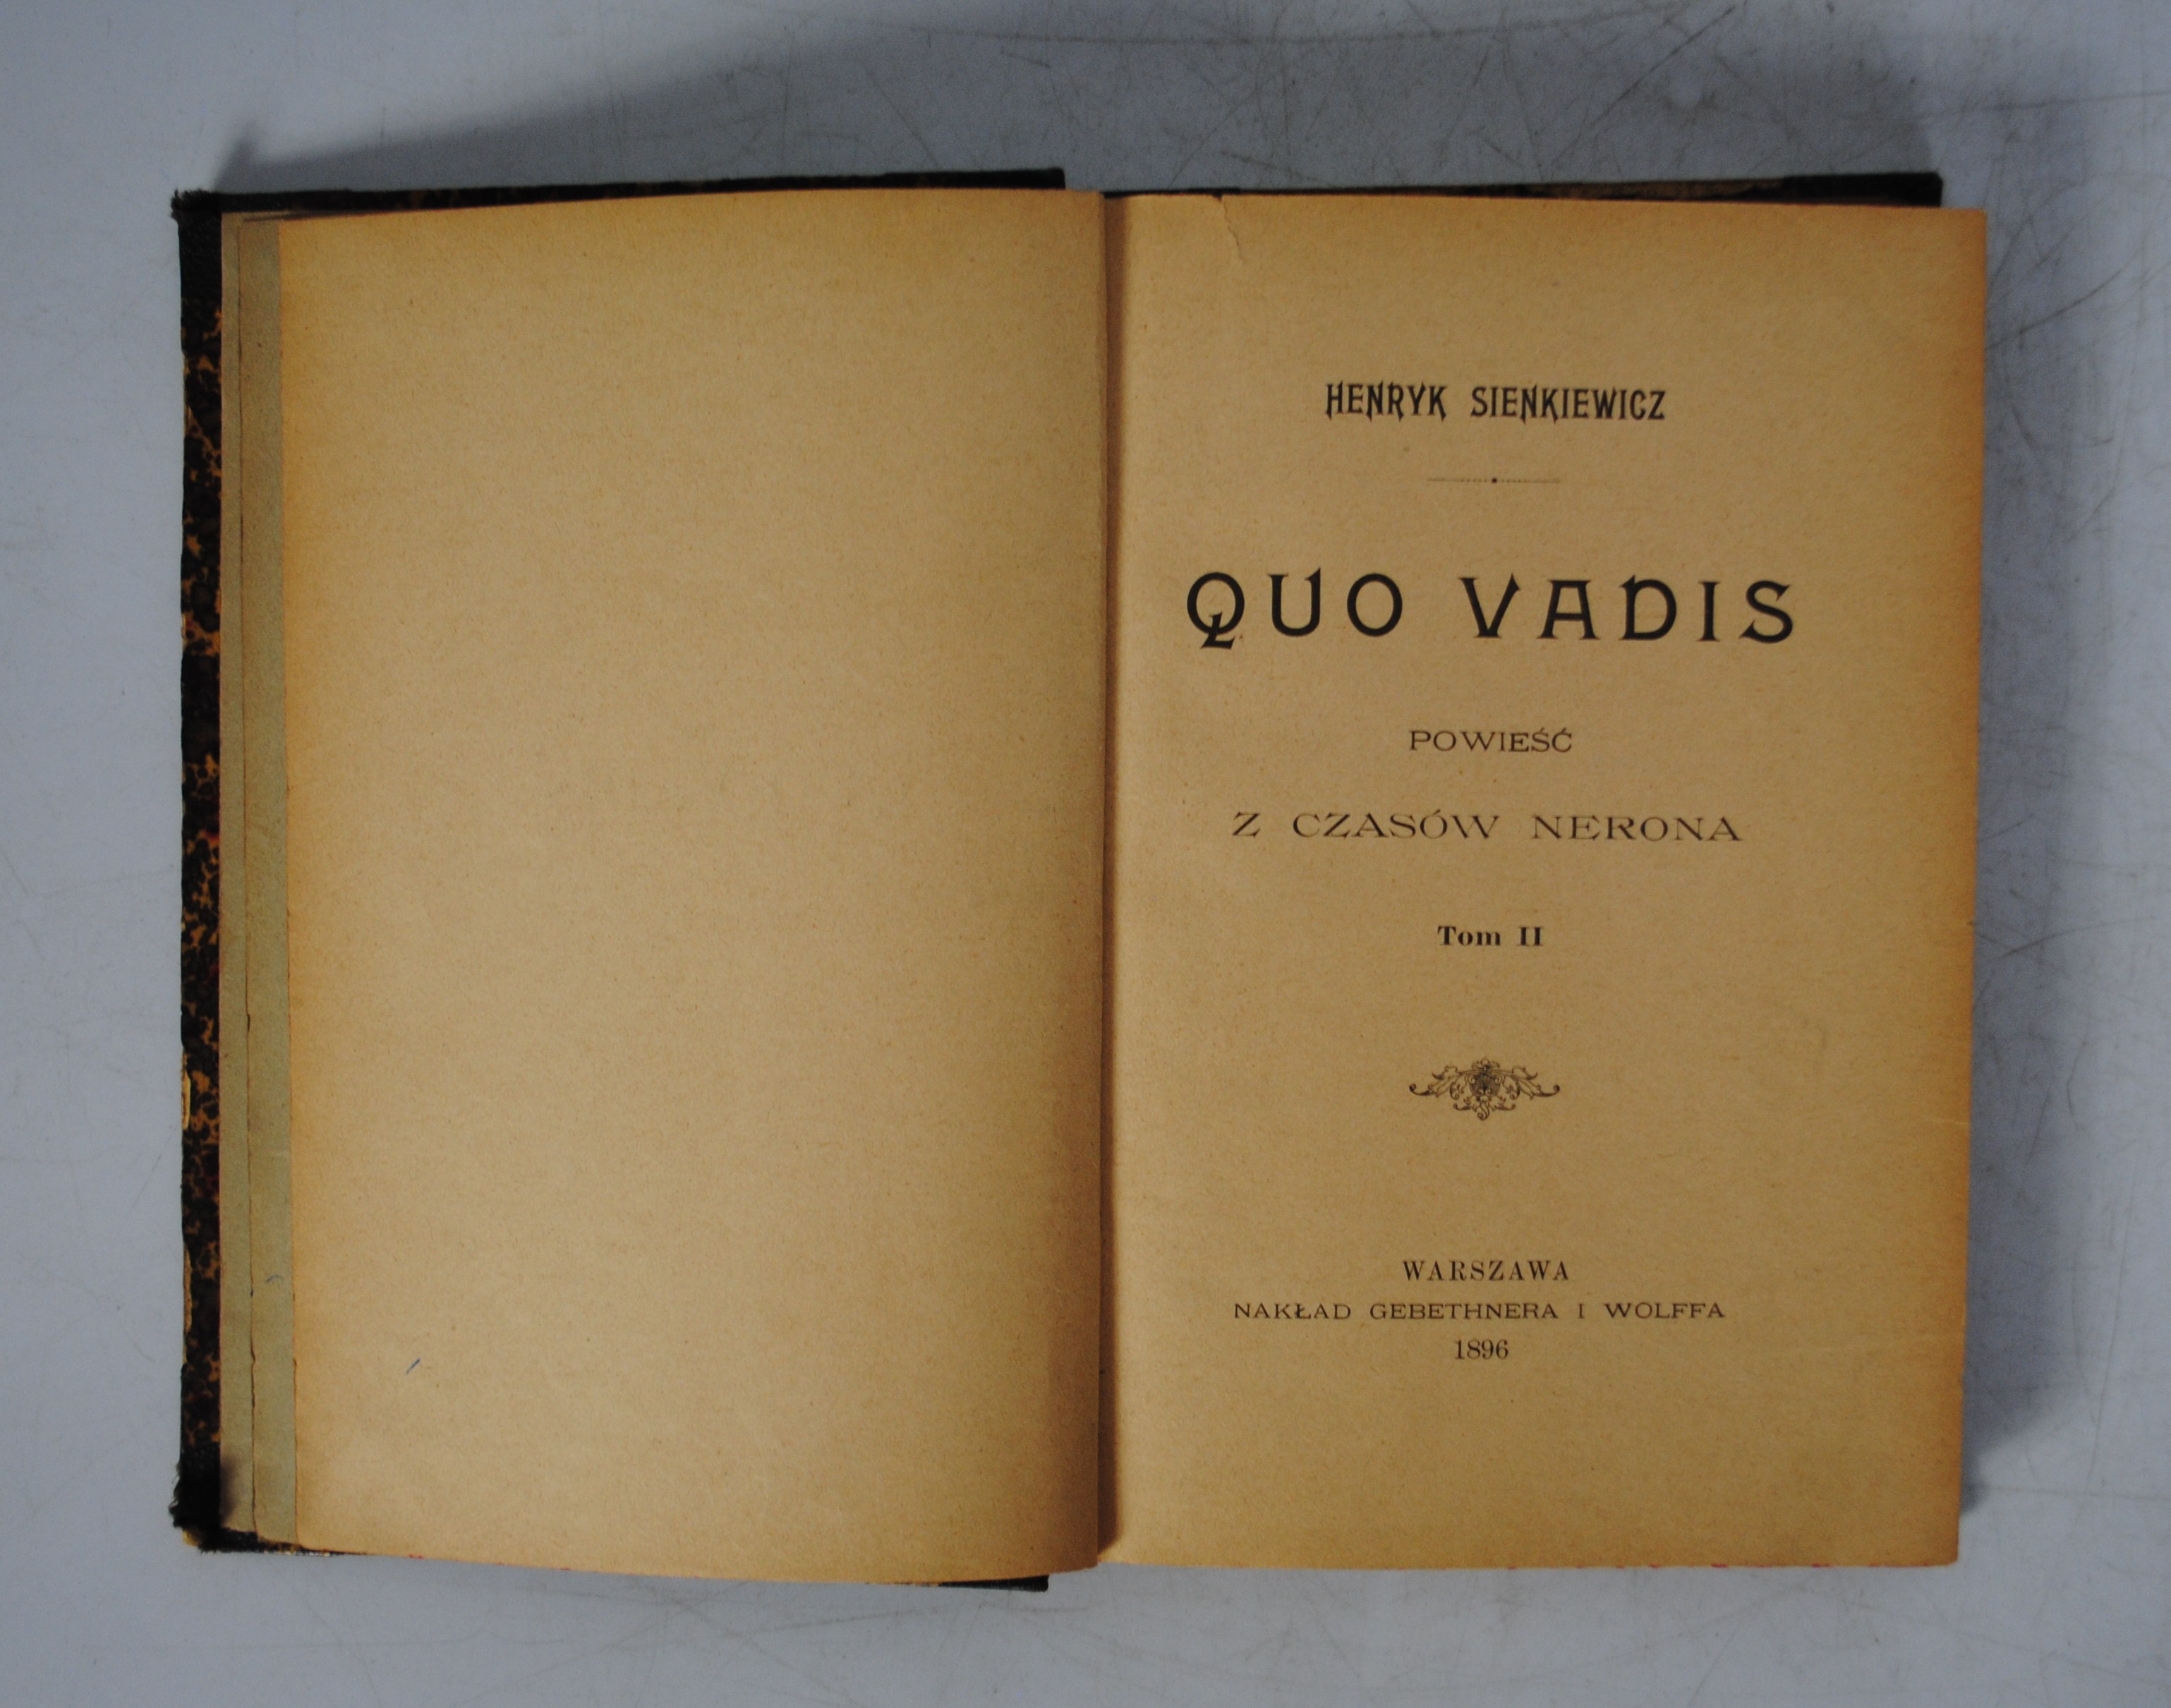 HENRYK SIENKIEWICZ
QUO VADIS
POWIEŚĆ
Z CZASÓW NERONA
Tom II
WARSZAWA
NAKŁAD GEBETHNERA I WOLFFA
1896